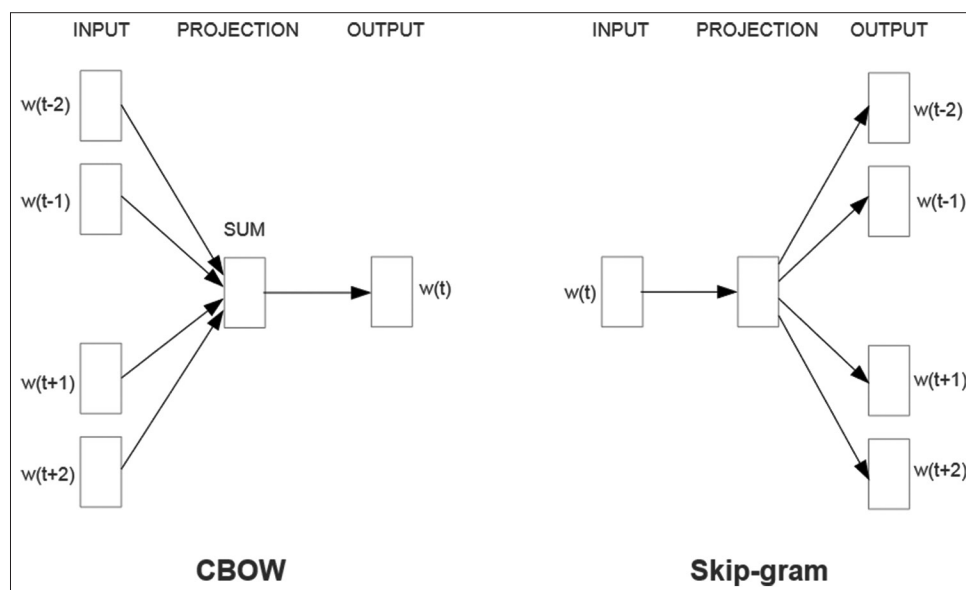 INPUT PROJECTION OUTPUT
w(t-2)
w(t-1)
SUM
w(t)
w(t+1)
w(t+2)
CBOW
INPUT PROJECTION OUTPUT
w(t-2)
w(t-1)
w(t)
w(t+1)
w(t+2)
Skip-gram